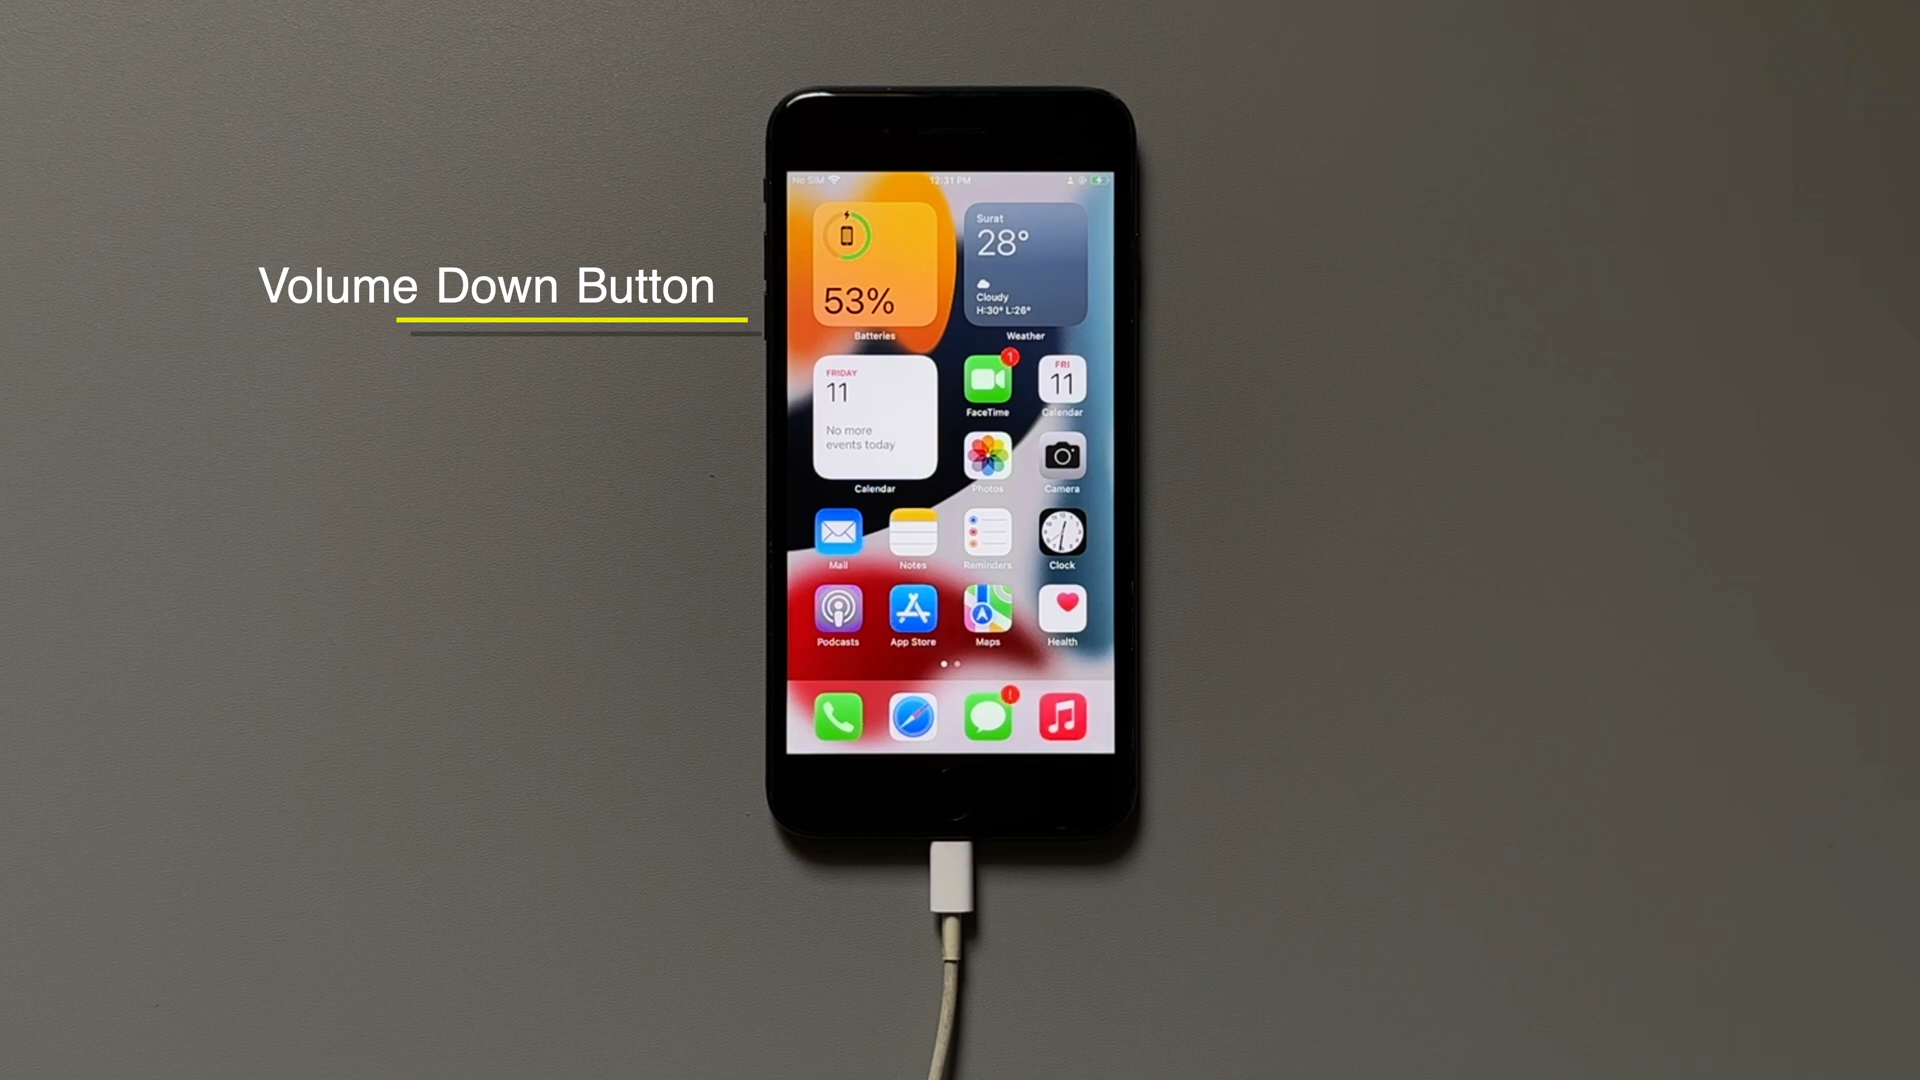 Volume Down Button
No SIM 12:31 PM
53%
Batteries
Surat
28°
Cloudy
H:30° L:26°
Weather
FRIDAY
11
No more
events today
Calendar
1
FaceTime
FRI
11
Calendar
Photos
Camera
Mail
Notes
Reminders
Clock
Podcasts
App Store
Maps
Health
!